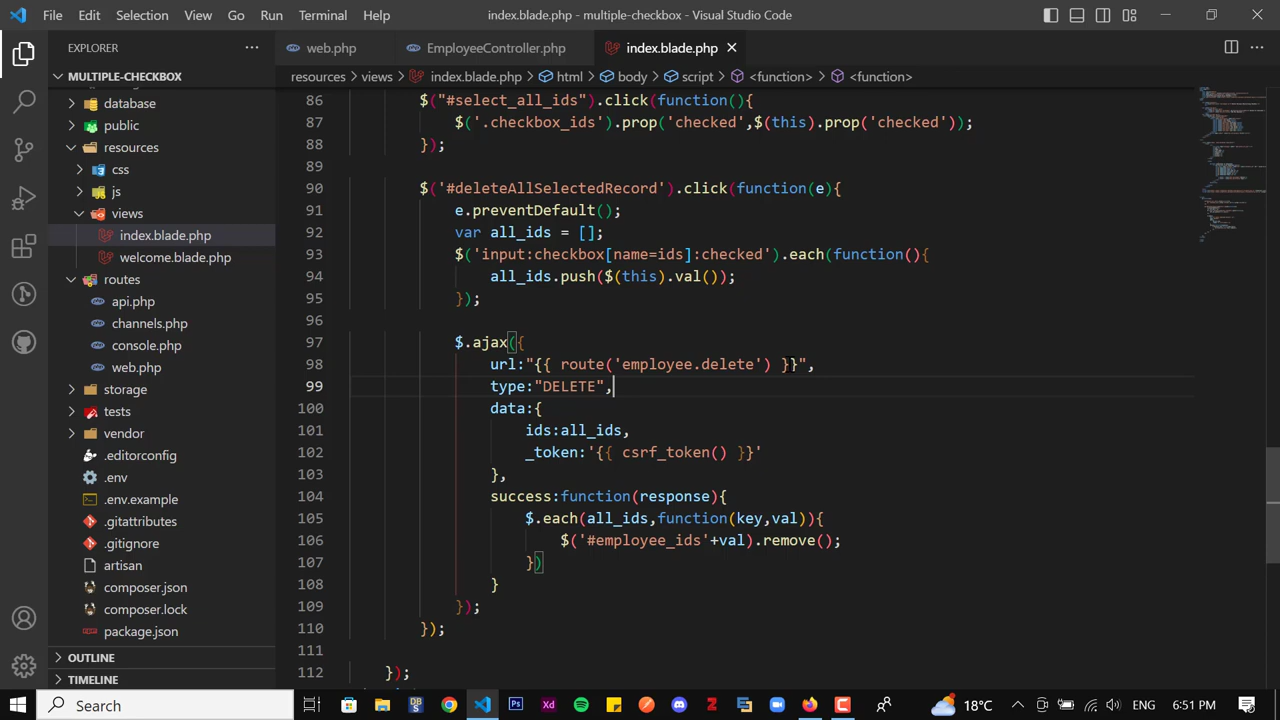 File Edit Selection View Go Run Terminal Help index.blade.php - multiple-checkbox - Visual Studio Code
EXPLORER
web.php EmployeeController.php index.blade.php
MULTIPLE-CHECKBOX
resources > views > index.blade.php > html > body > script > <function> > <function>
database
public
resources
css
js
views
index.blade.php
welcome.blade.php
routes
api.php
channels.php
console.php
web.php
storage
tests
vendor
.editorconfig
.env
.env.example
.gitattributes
.gitignore
artisan
composer.json
composer.lock
package.json
OUTLINE
TIMELINE
86 $("#select_all_ids").click(function(){
87 $('.checkbox_ids').prop('checked',$(this).prop('checked'));
88 });
89
90 $('#deleteAllSelectedRecord').click(function(e){
91 e.preventDefault();
92 var all_ids = [];
93 $('input:checkbox[name=ids]:checked').each(function(){
94 all_ids.push($(this).val());
95 });
96
97 $.ajax({
98 url:"{{ route('employee.delete') }}",
99 type:"DELETE",
100 data:{
101 ids:all_ids,
102 _token:'{{ csrf_token() }}'
103 },
104 success:function(response){
105 $.each(all_ids,function(key,val)){
106 $('#employee_ids'+val).remove();
107 })
108 }
109 });
110 });
111
112 });
Search
18°C ENG 6:51 PM